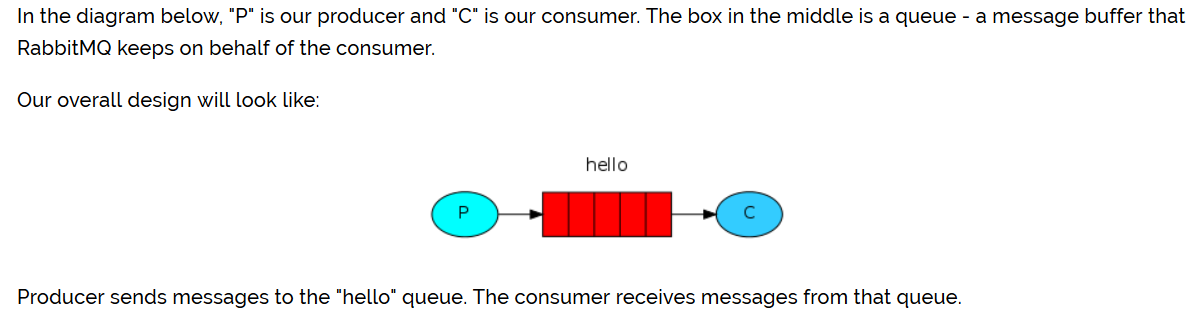 In the diagram below, "P" is our producer and "C" is our consumer. The box in the middle is a queue - a message buffer that
RabbitMQ keeps on behalf of the consumer.
Our overall design will look like:
hello
P
C
Producer sends messages to the "hello" queue. The consumer receives messages from that queue.